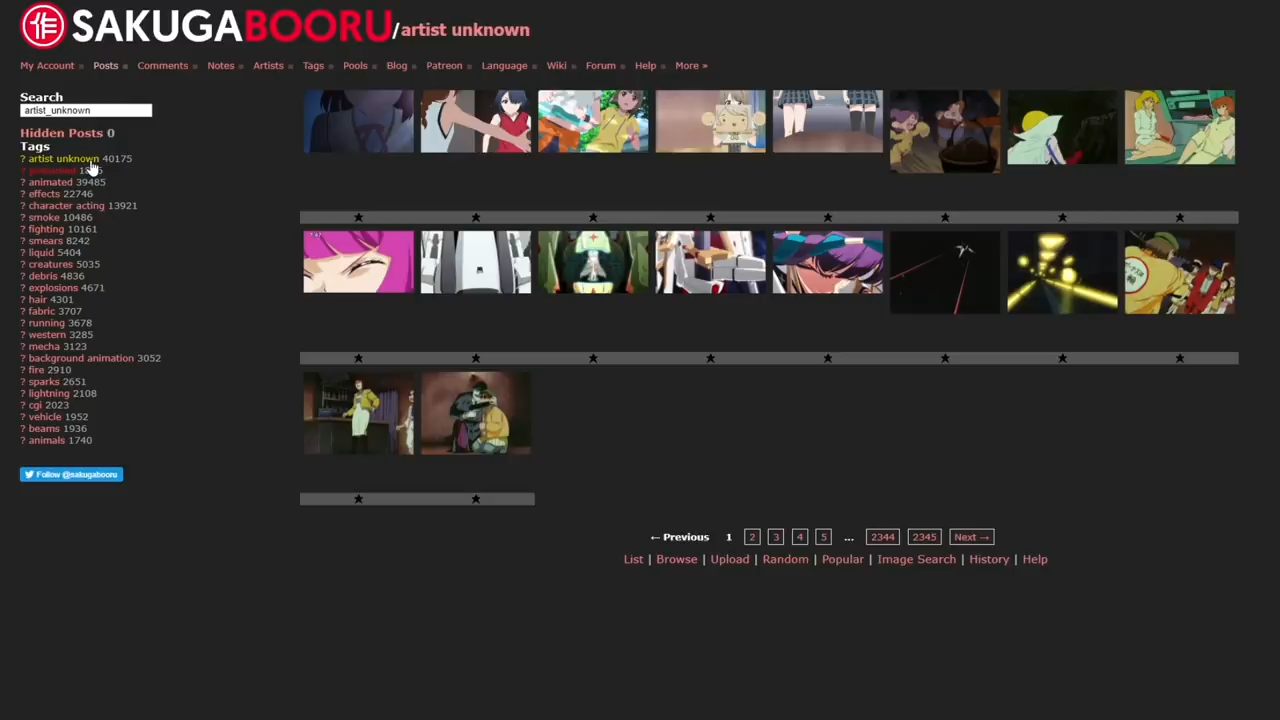 作 SAKUGABOORU/artist unknown
My Account Posts Comments Notes Artists Tags Pools Blog Patreon Language Wiki Forum Help More »
Search
artist_unknown
Hidden Posts 0
Tags
? artist unknown 40175
? presumed
? animated 39485
? effects 22746
? character acting 13921
? smoke 10486
? fighting 10161
? smears 8242
? liquid 5404
? creatures 5035
? debris 4836
? explosions 4671
? hair 4301
? fabric 3707
? running 3678
? western 3285
? mecha 3123
? background animation 3052
? fire 2910
? sparks 2651
? lightning 2108
? cgi 2023
? vehicle 1952
? beams 1936
? animals 1740
Follow @sakugabooru
← Previous 1 2 3 4 5 ... 2344 2345 Next →
List | Browse | Upload | Random | Popular | Image Search | History | Help